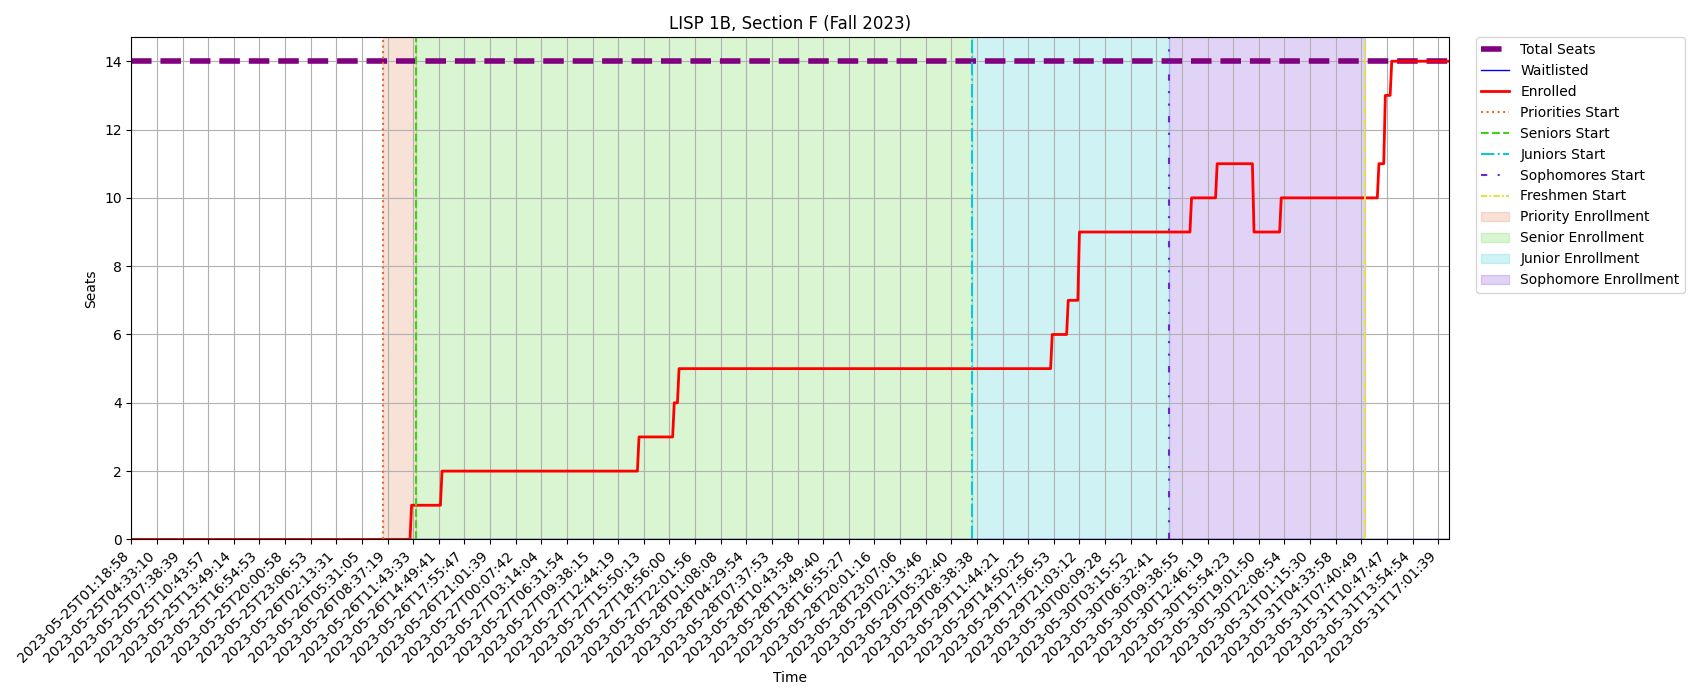 LISP 1B, Section F (Fall 2023)
14
12
10
8
6
4
2
0
Seats
2023-05-25T01:18:58
2023-05-25T04:33:10
2023-05-25T07:38:39
2023-05-25T10:43:57
2023-05-25T13:49:14
2023-05-25T16:54:53
2023-05-25T20:00:58
2023-05-25T23:06:53
2023-05-26T02:13:31
2023-05-26T05:31:05
2023-05-26T08:37:19
2023-05-26T11:43:33
2023-05-26T14:49:41
2023-05-26T17:55:47
2023-05-26T21:01:39
2023-05-27T00:07:42
2023-05-27T03:14:04
2023-05-27T06:31:54
2023-05-27T09:38:15
2023-05-27T12:44:19
2023-05-27T15:50:13
2023-05-27T18:56:00
2023-05-27T22:01:56
2023-05-28T01:08:08
2023-05-28T04:29:54
2023-05-28T07:37:53
2023-05-28T10:43:58
2023-05-28T13:49:40
2023-05-28T16:55:27
2023-05-28T20:01:16
2023-05-28T23:07:06
2023-05-29T02:13:46
2023-05-29T05:32:40
2023-05-29T08:38:38
2023-05-29T11:44:21
2023-05-29T14:50:25
2023-05-29T17:56:53
2023-05-29T21:03:12
2023-05-30T00:09:28
2023-05-30T03:15:52
2023-05-30T06:32:41
2023-05-30T09:38:55
2023-05-30T12:46:19
2023-05-30T15:54:23
2023-05-30T19:01:50
2023-05-30T22:08:54
2023-05-31T01:15:30
2023-05-31T04:33:58
2023-05-31T07:40:49
2023-05-31T10:47:47
2023-05-31T13:54:54
2023-05-31T17:01:39
Time
Total Seats
Waitlisted
Enrolled
Priorities Start
Seniors Start
Juniors Start
Sophomores Start
Freshmen Start
Priority Enrollment
Senior Enrollment
Junior Enrollment
Sophomore Enrollment